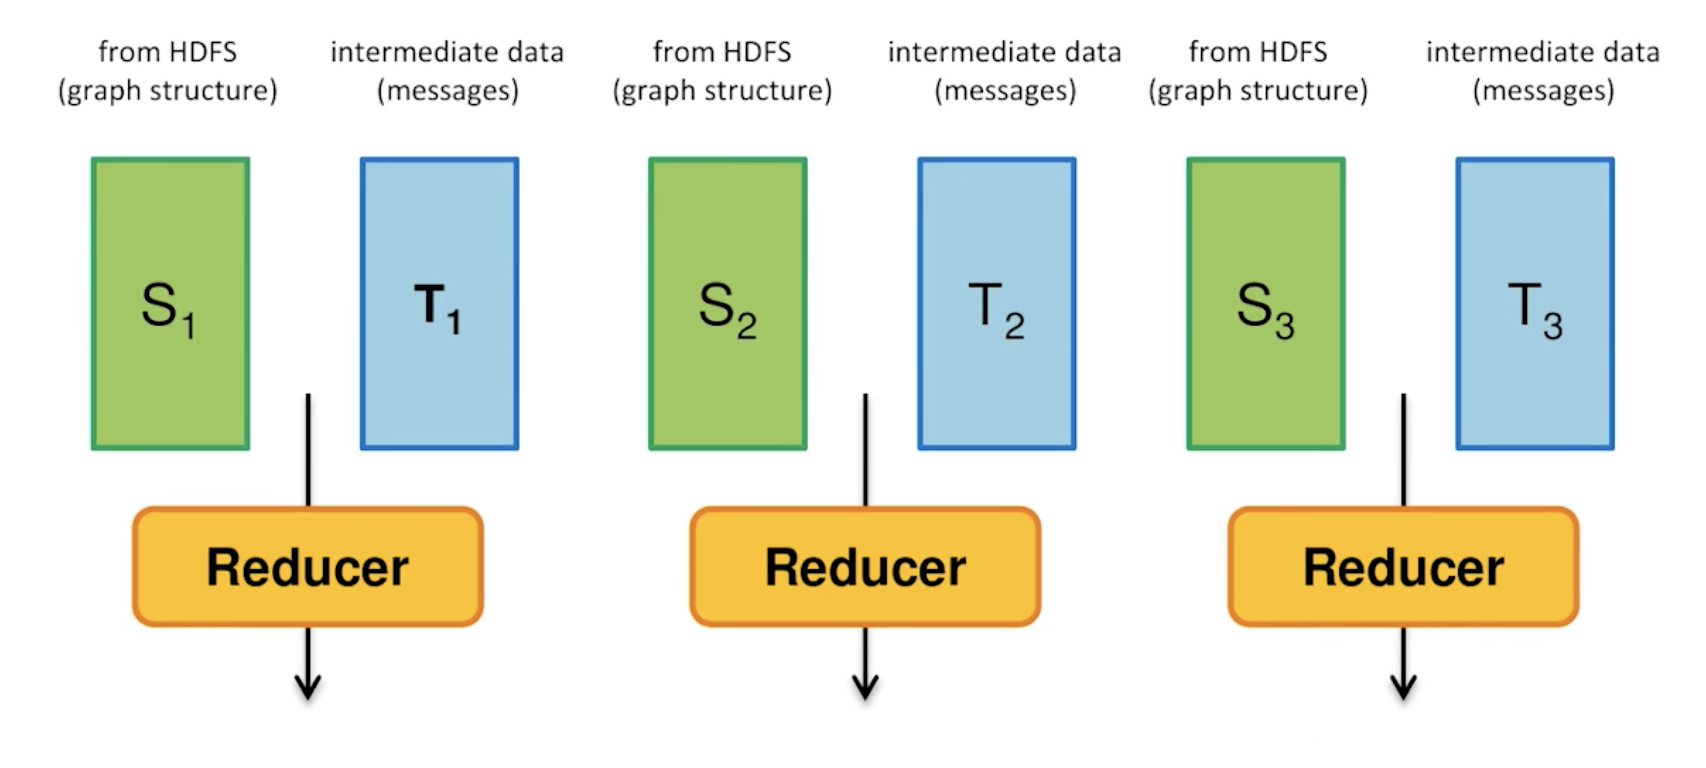 from HDFS
(graph structure)
intermediate data
(messages)
from HDFS
(graph structure)
intermediate data
(messages)
from HDFS
(graph structure)
intermediate data
(messages)
S1
T1
S2
T2
S3
T3
Reducer
Reducer
Reducer